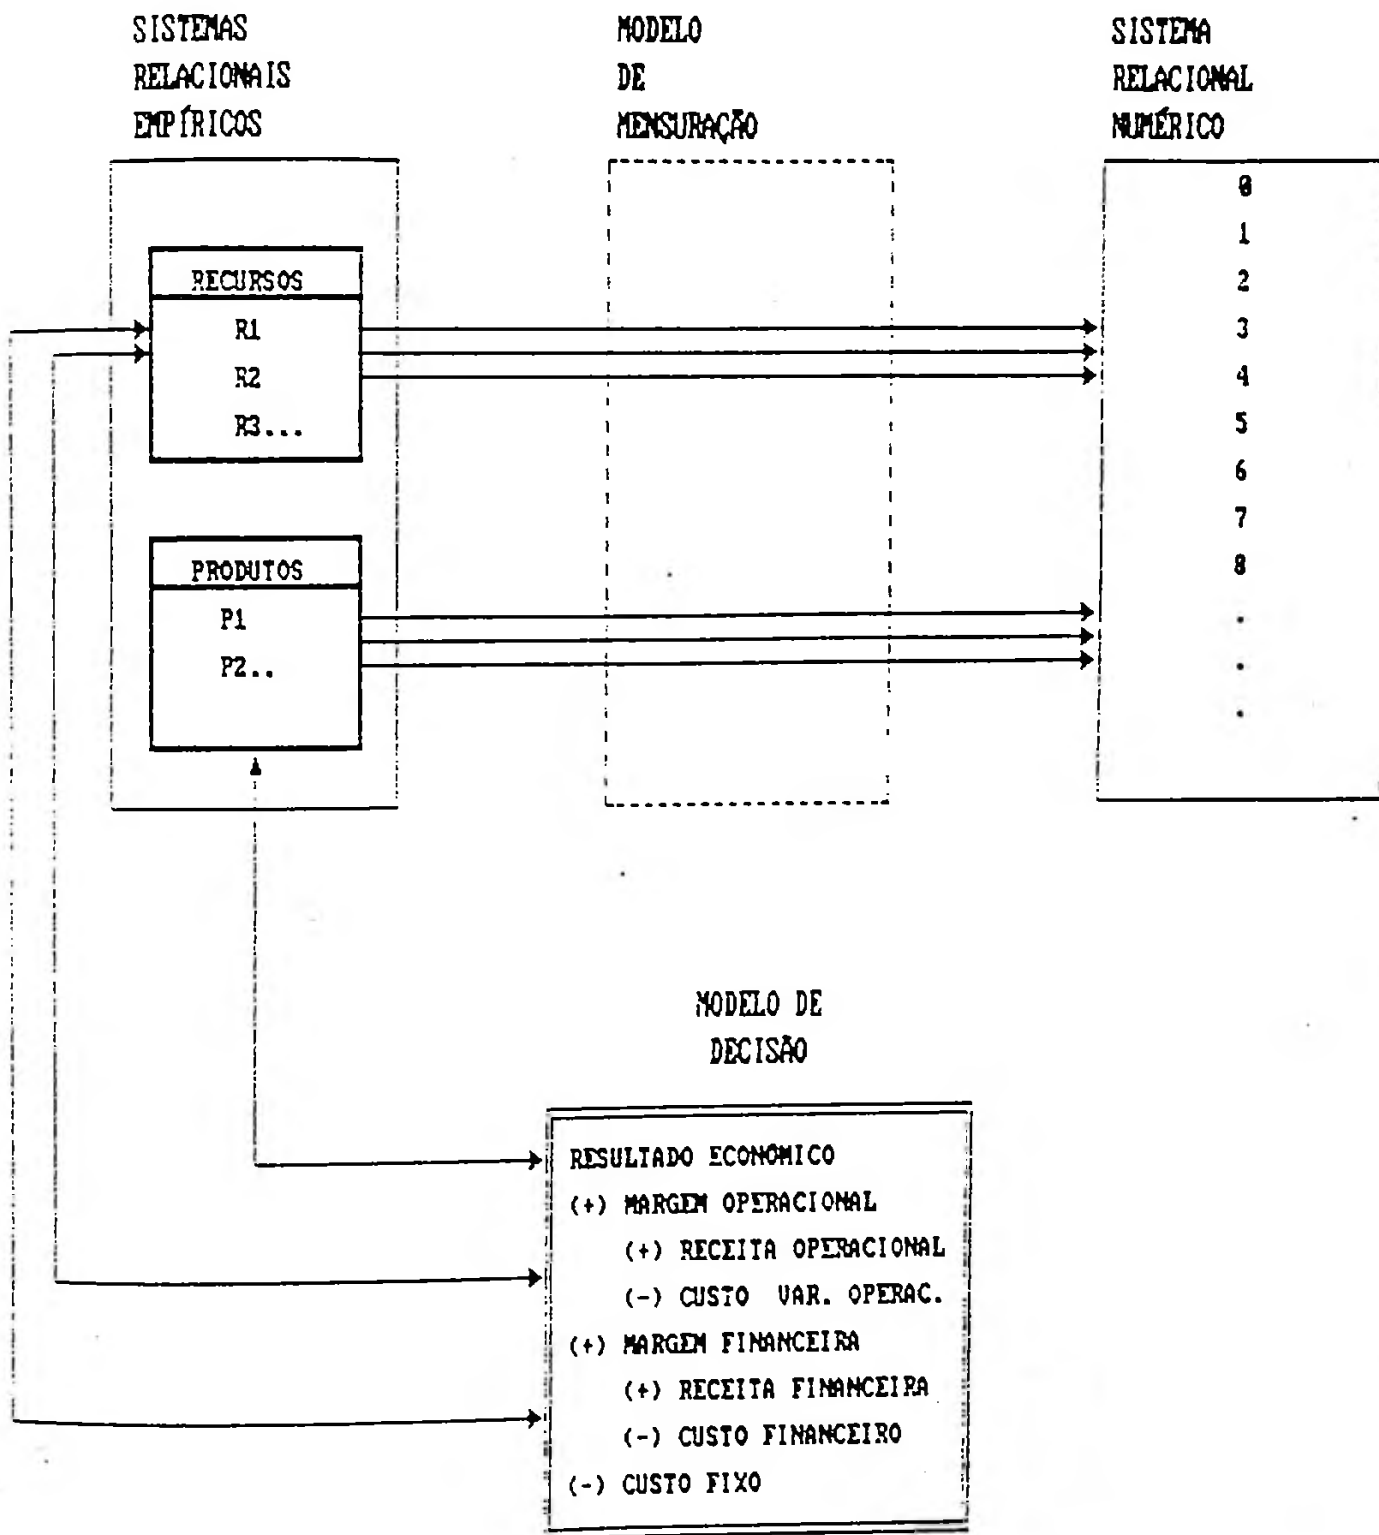 SISTEMAS
RELACIONAIS
EMPÍRICOS
MODELO
DE
MENSURAÇÃO
SISTEMA
RELACIONAL
NUMÉRICO
RECURSOS
R1
R2
R3...
PRODUTOS
P1
P2..
0
1
2
3
4
5
6
7
8
.
.
.
MODELO DE
DECISÃO
RESULTADO ECONÔMICO
(+) MARGEM OPERACIONAL
(+) RECEITA OPERACIONAL
(-) CUSTO VAR. OPERAC.
(+) MARGEM FINANCEIRA
(+) RECEITA FINANCEIRA
(-) CUSTO FINANCEIRO
(-) CUSTO FIXO